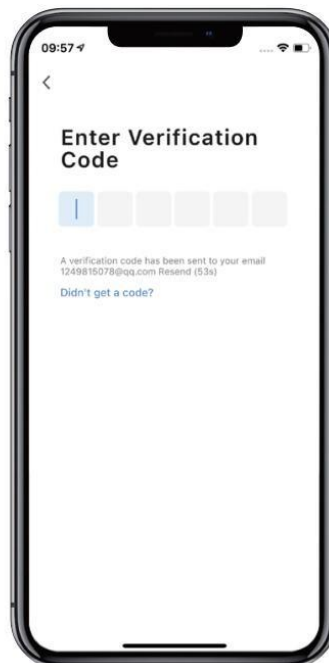 09:57
Enter Verification
Code
A verification code has been sent to your email
1249815078@qq.com Resend (53s)
Didn't get a code?